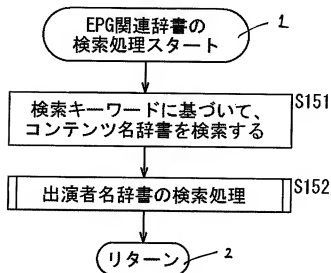 EPG関連辞書の
検索処理スタート
1
検索キーワードに基づいて、
コンテンツ名辞書を検索する
S151
出演者名辞書の検索処理
S152
リターン
2